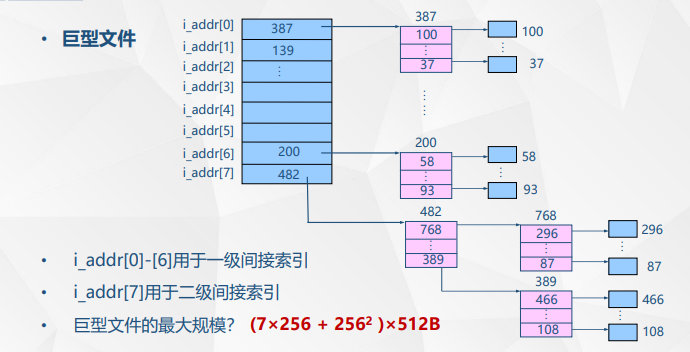 • 巨型文件
i_addr[0] 387
i_addr[1] 139
i_addr[2] ⋮
i_addr[3]
i_addr[4]
i_addr[5]
i_addr[6] 200
i_addr[7] 482
387
100 100
⋮ ⋮
37 37
⋮ ⋮
200
58 58
⋮ ⋮
93 93
482
768
⋮
389
768
296 296
⋮ ⋮
87 87
389
466 466
⋮ ⋮
108 108
• i_addr[0]-[6]用于一级间接索引
• i_addr[7]用于二级间接索引
• 巨型文件的最大规模? (7×256 + 256² )×512B